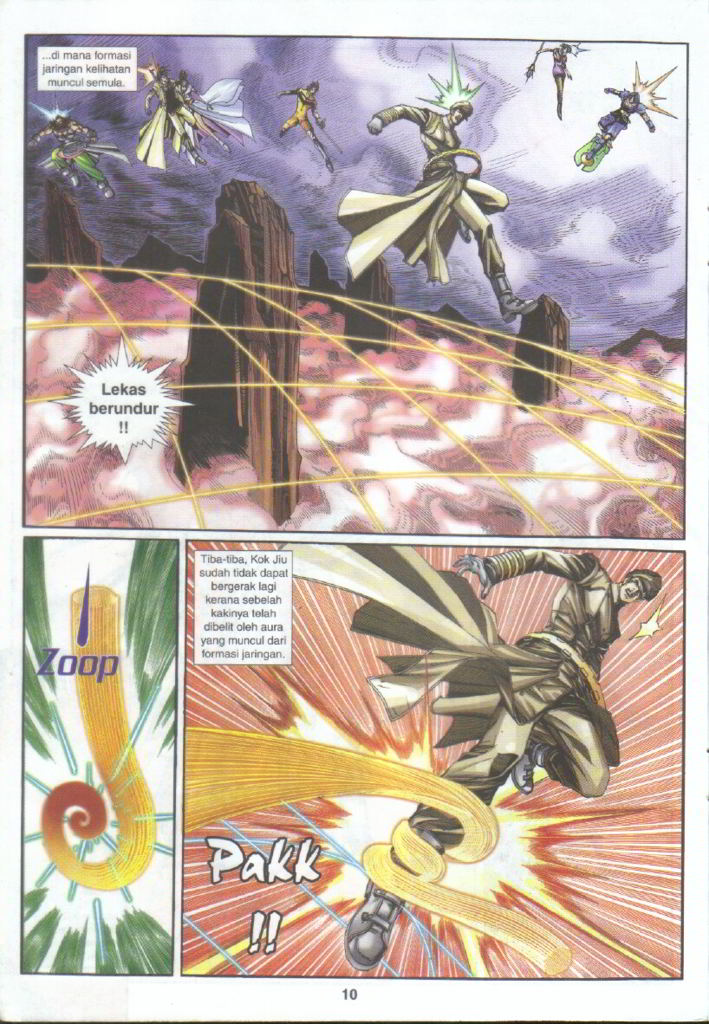 ...di mana formasi
jaringan kelihatan
muncul semula.
Lekas
berundur
!!
Zoop
Tiba-tiba, Kok Jiu
sudah tidak dapat
bergerak lagi
kerana sebelah
kakinya telah
dibelit oleh aura
yang muncul dari
formasi jaringan.
Pakk
!!
10